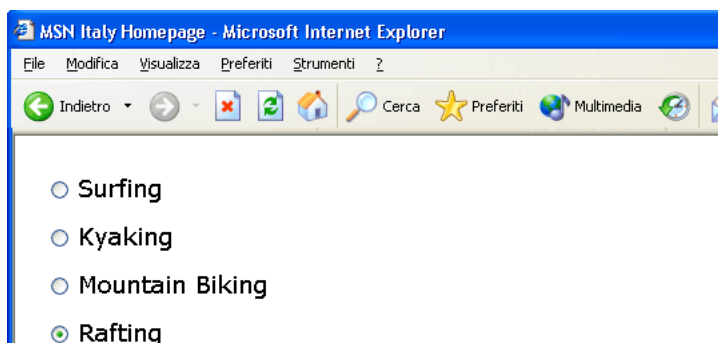 MSN Italy Homepage - Microsoft Internet Explorer
File Modifica Visualizza Preferiti Strumenti ?
Indietro Cerca Preferiti Multimedia
Surfing
Kyaking
Mountain Biking
Rafting